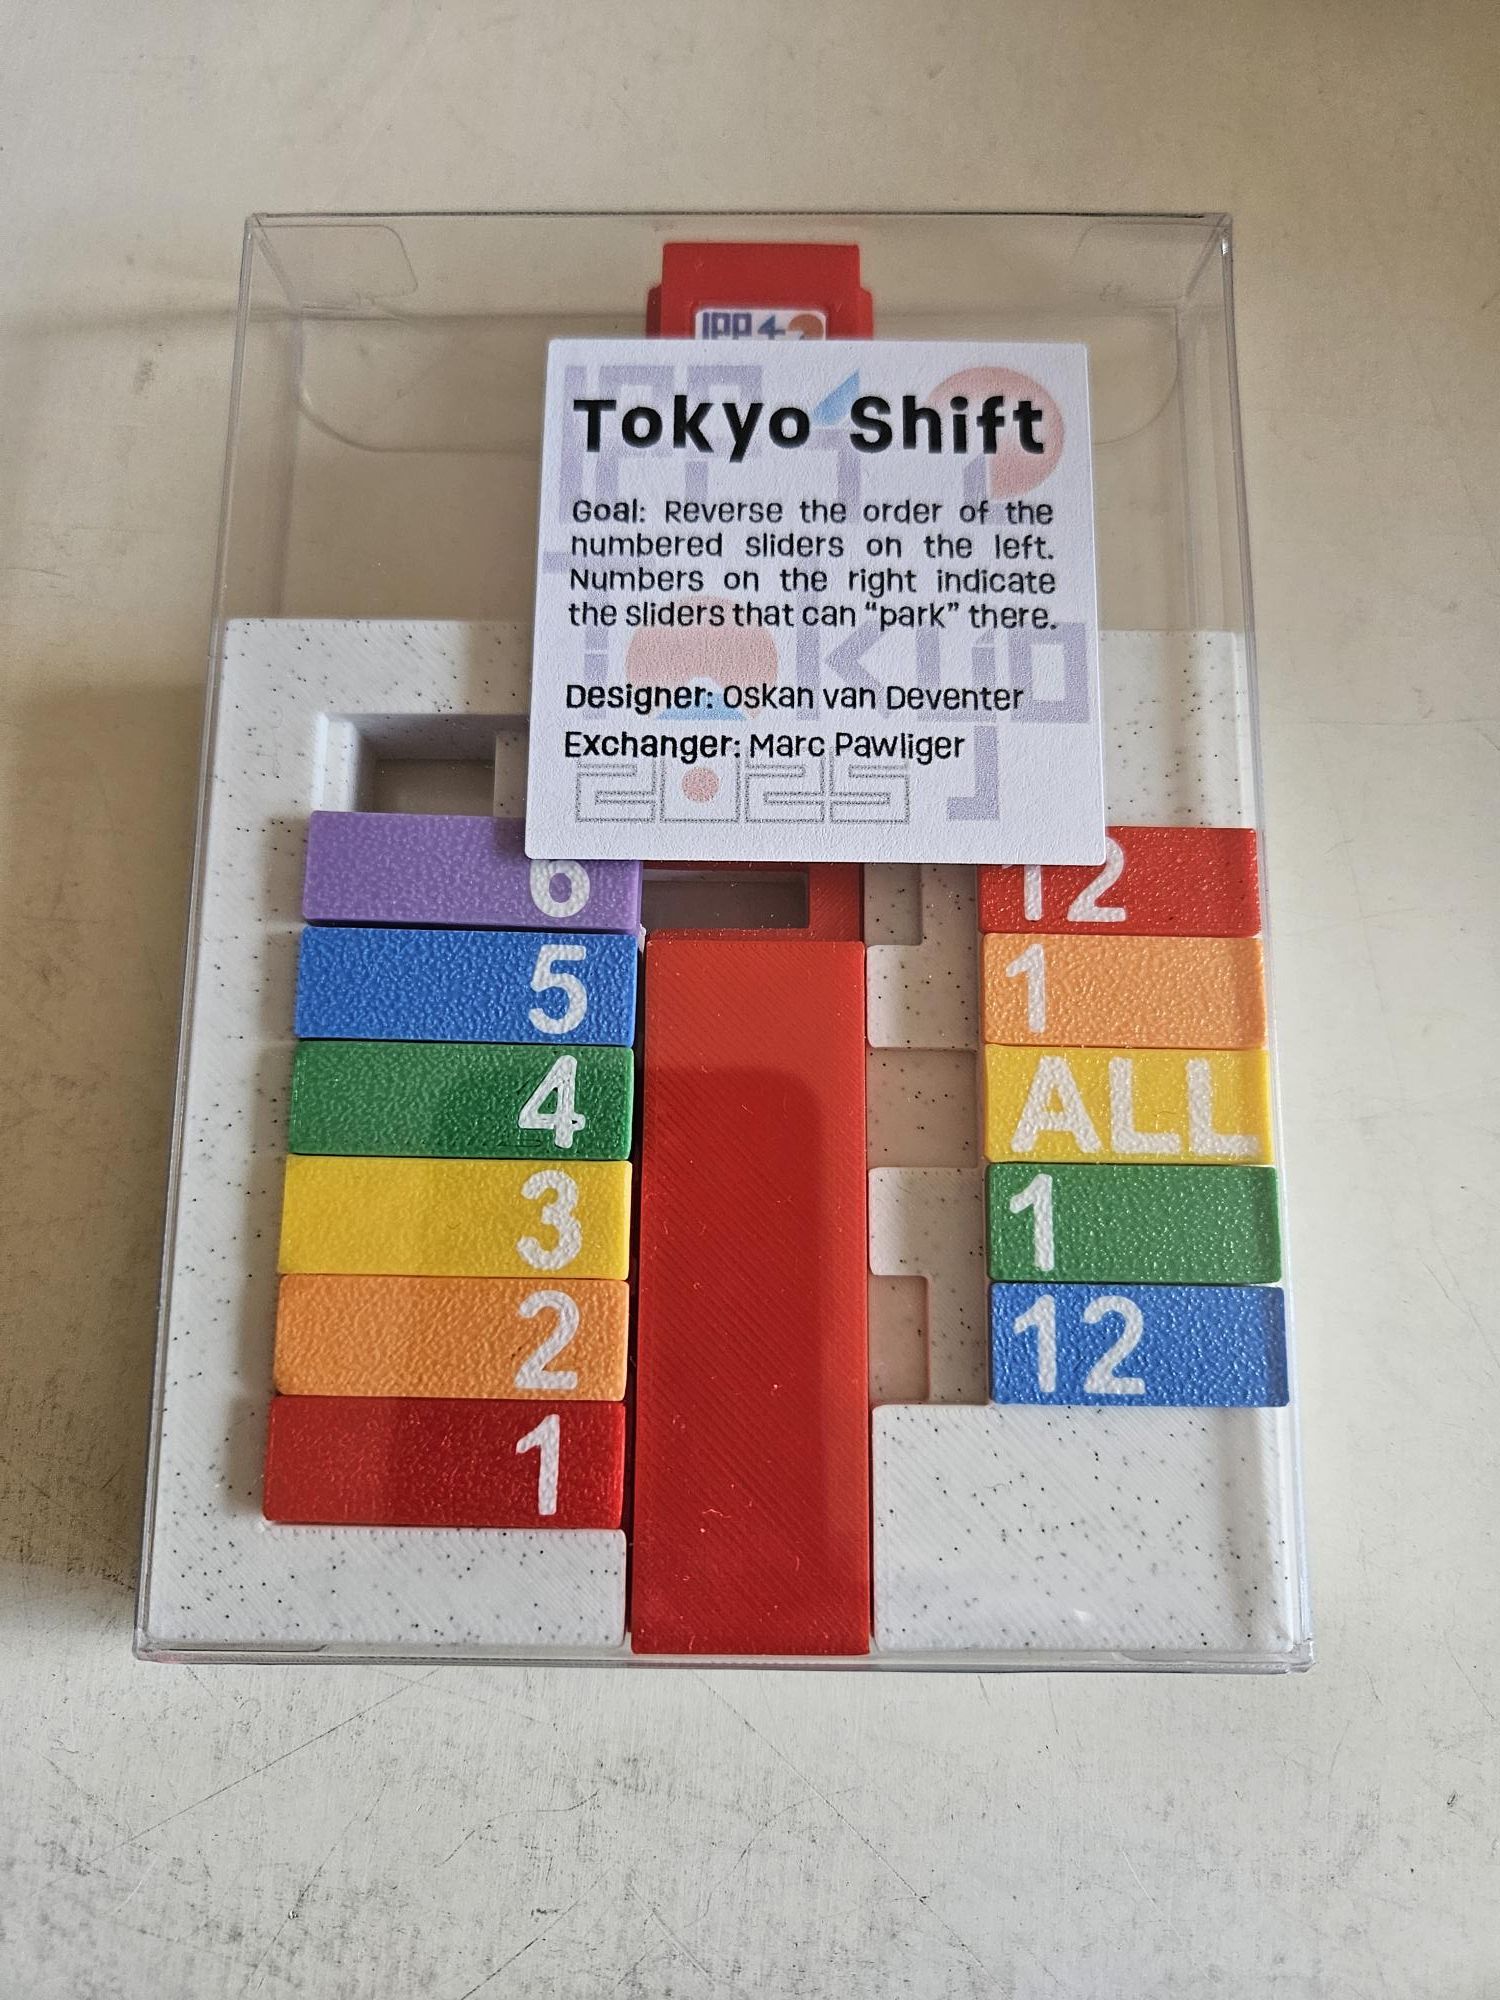 Tokyo Shift
Goal: Reverse the order of the
numbered sliders on the left.
Numbers on the right indicate
the sliders that can “park” there.
Designer: Oskan van Deventer
Exchanger: Marc Pawliger
TOKYO
2025
6
5
4
3
2
1
12
1
ALL
1
12